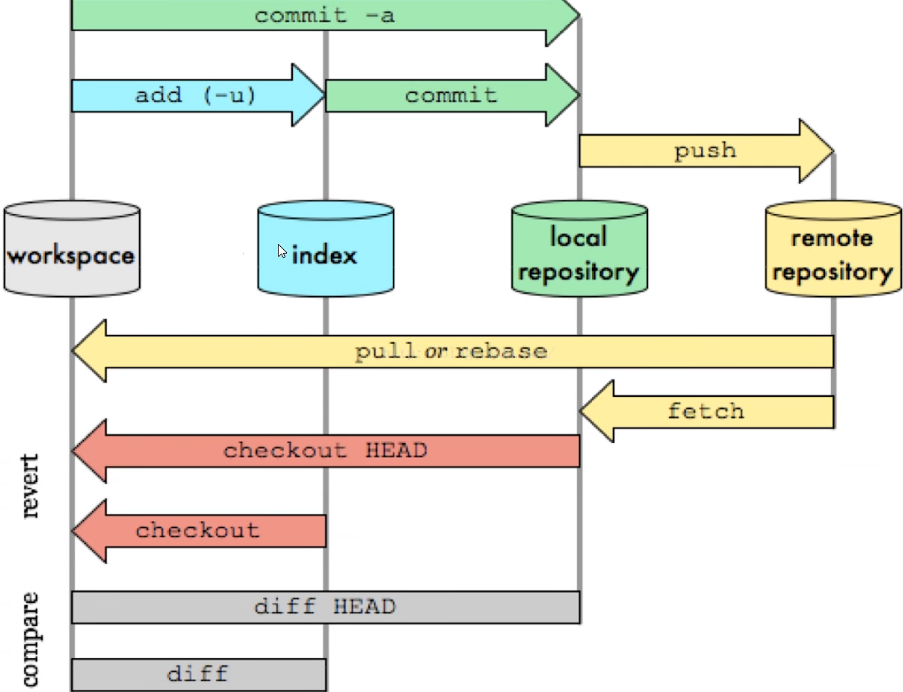 commit -a
add (-u)
commit
push
workspace
index
local
repository
remote
repository
pull or rebase
fetch
revert
checkout HEAD
checkout
compare
diff HEAD
diff